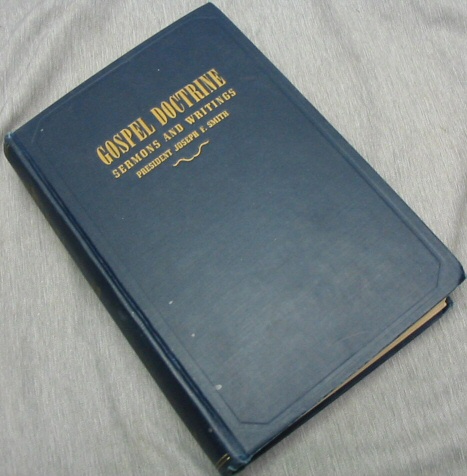 GOSPEL DOCTRINE
SERMONS AND WRITINGS
PRESIDENT JOSEPH F. SMITH